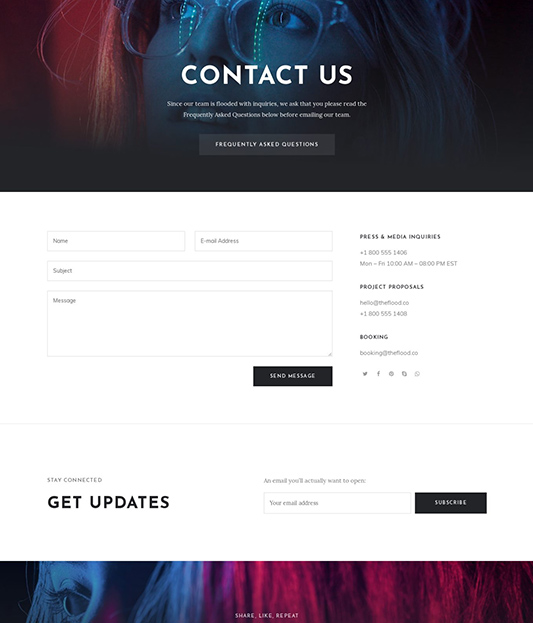 CONTACT US
Since our team is flooded with inquiries, we ask that you please read the
Frequently Asked Questions below before emailing our team.
FREQUENTLY ASKED QUESTIONS
Name
E-mail Address
Subject
Message
SEND MESSAGE
PRESS & MEDIA INQUIRIES
+1 800 555 1406
Mon – Fri 10:00 AM – 08:00 PM EST
PROJECT PROPOSALS
hello@theflood.co
+1 800 555 1408
BOOKING
booking@theflood.co
STAY CONNECTED
GET UPDATES
An email you'll actually want to open:
Your email address
SUBSCRIBE
SHARE, LIKE, REPEAT